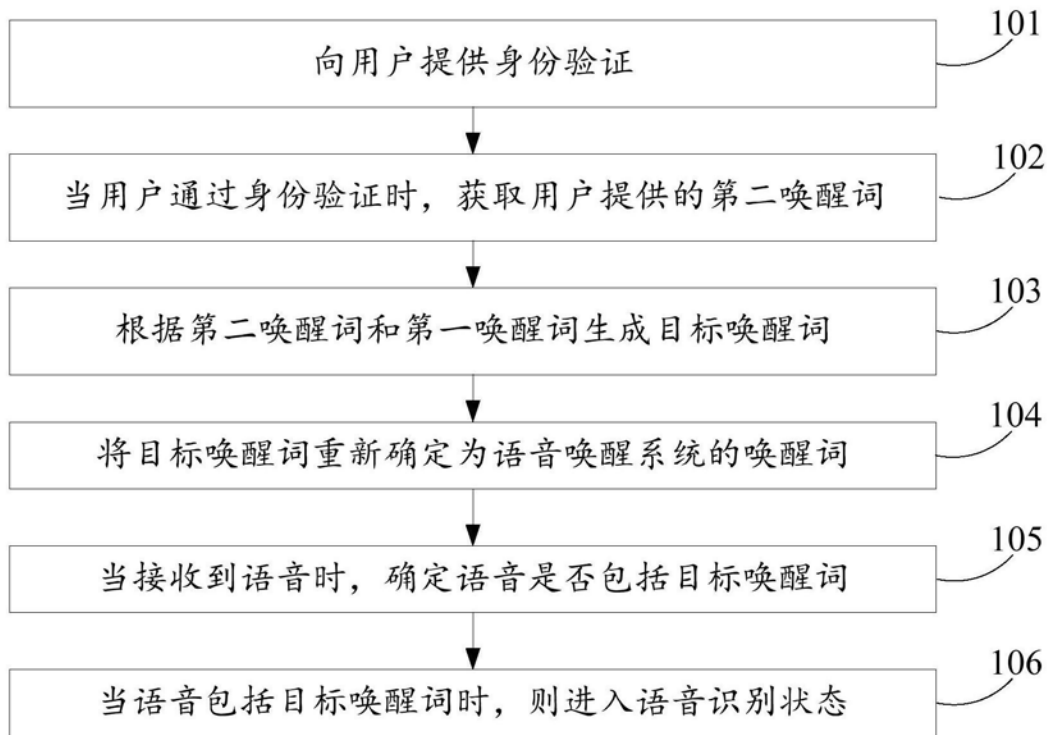 101
向用户提供身份验证
102
当用户通过身份验证时，获取用户提供的第二唤醒词
103
根据第二唤醒词和第一唤醒词生成目标唤醒词
104
将目标唤醒词重新确定为语音唤醒系统的唤醒词
105
当接收到语音时，确定语音是否包括目标唤醒词
106
当语音包括目标唤醒词时，则进入语音识别状态